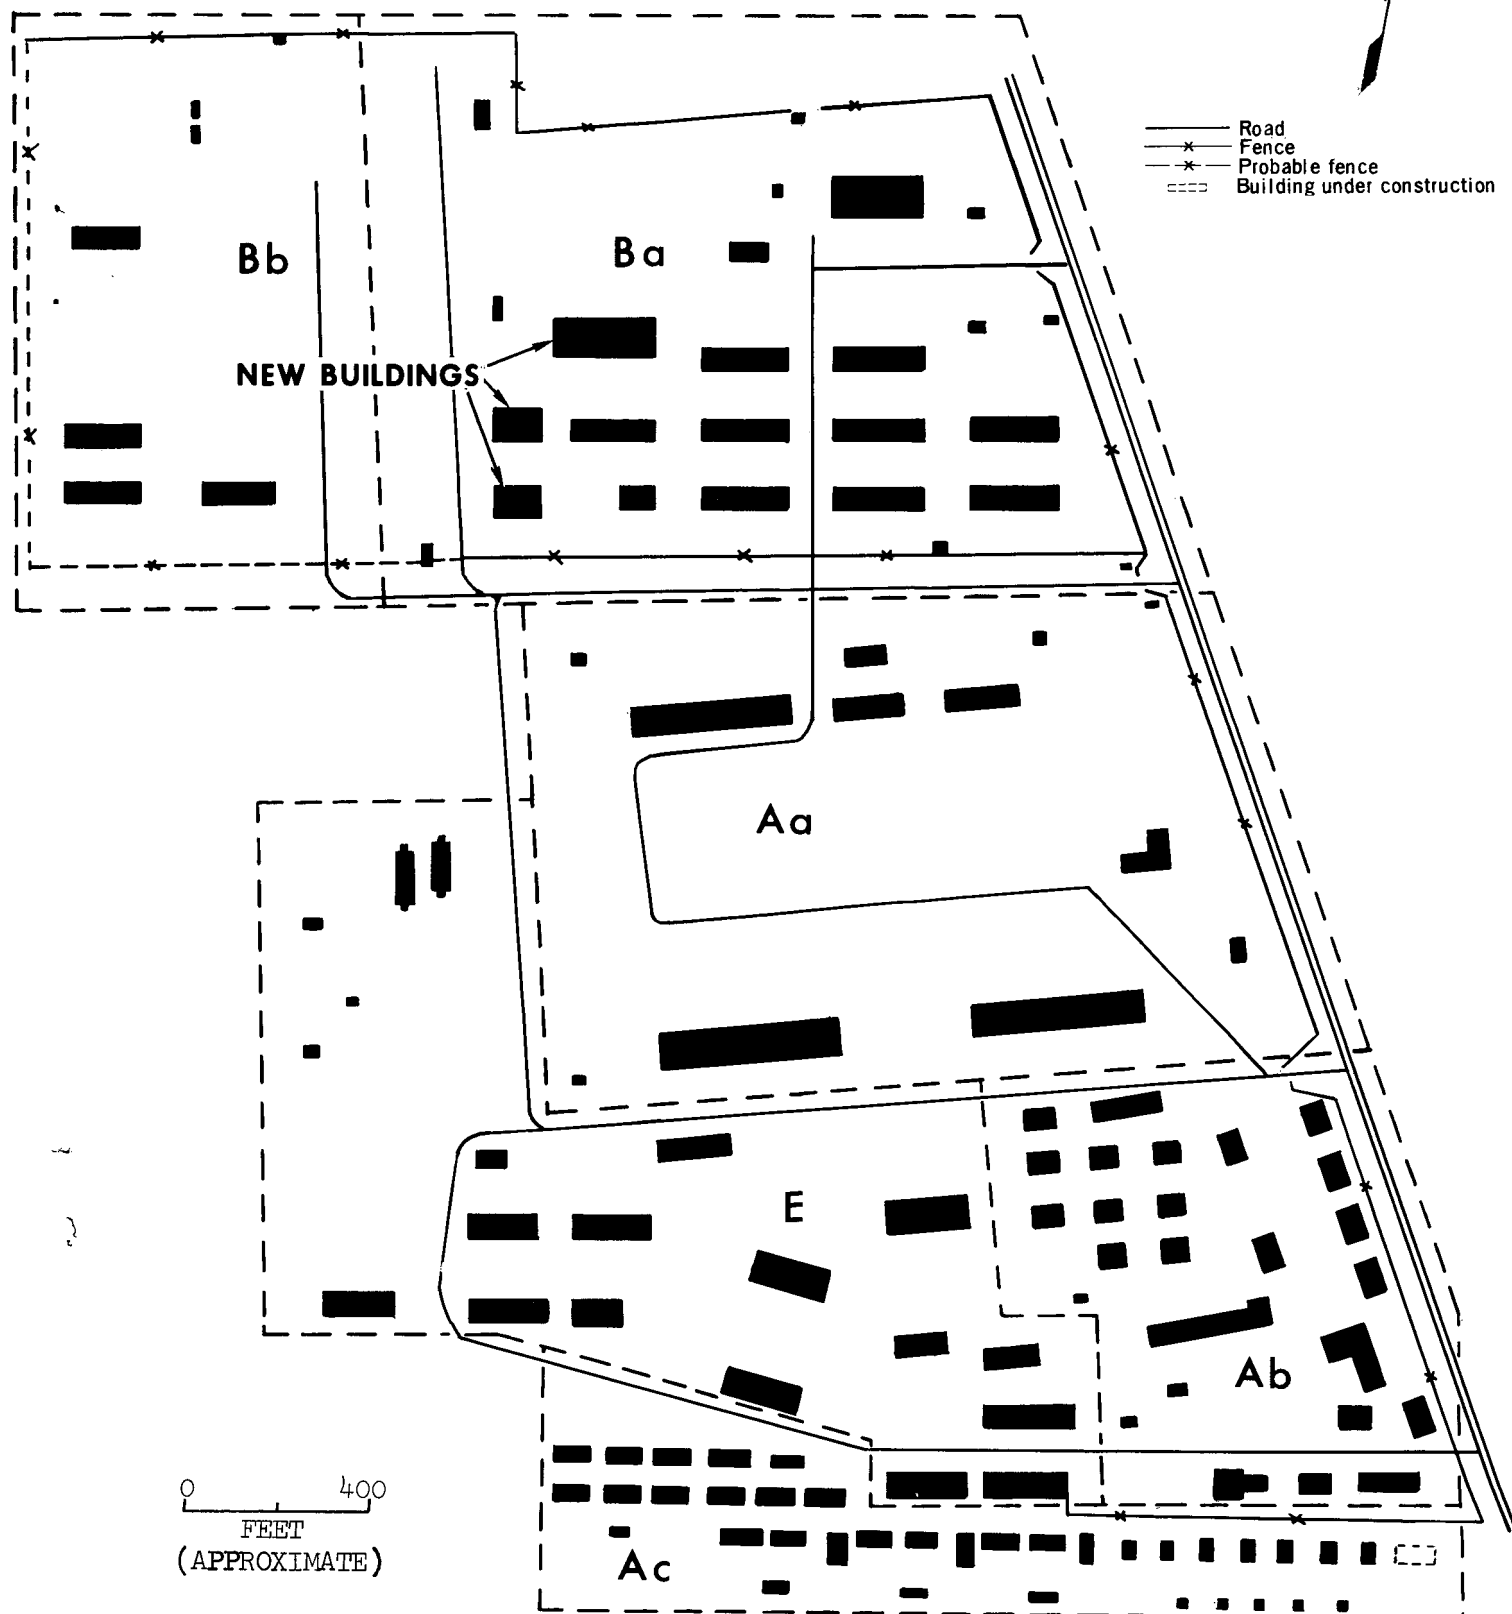 Road
Fence
Probable fence
Building under construction
Bb
Ba
NEW BUILDINGS
Aa
E
Ab
0 400
FEET
(APPROXIMATE)
Ac